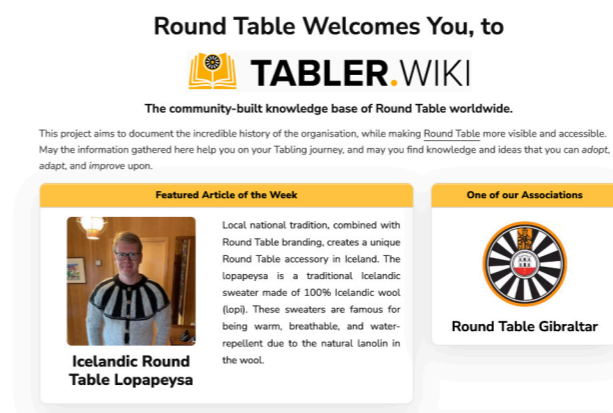 Round Table Welcomes You, to
TABLER.WIKI
The community-built knowledge base of Round Table worldwide.
This project aims to document the incredible history of the organisation, while making Round Table more visible and accessible.
May the information gathered here help you on your Tabling journey, and may you find knowledge and ideas that you can adopt,
adapt, and improve upon.
Featured Article of the Week
Local national tradition, combined with
Round Table branding, creates a unique
Round Table accessory in Iceland. The
lopapeysa is a traditional Icelandic
sweater made of 100% Icelandic wool
(lopi). These sweaters are famous for
being warm, breathable, and water-
repellent due to the natural lanolin in
the wool.
Icelandic Round
Table Lopapeysa
One of our Associations
Round Table Gibraltar